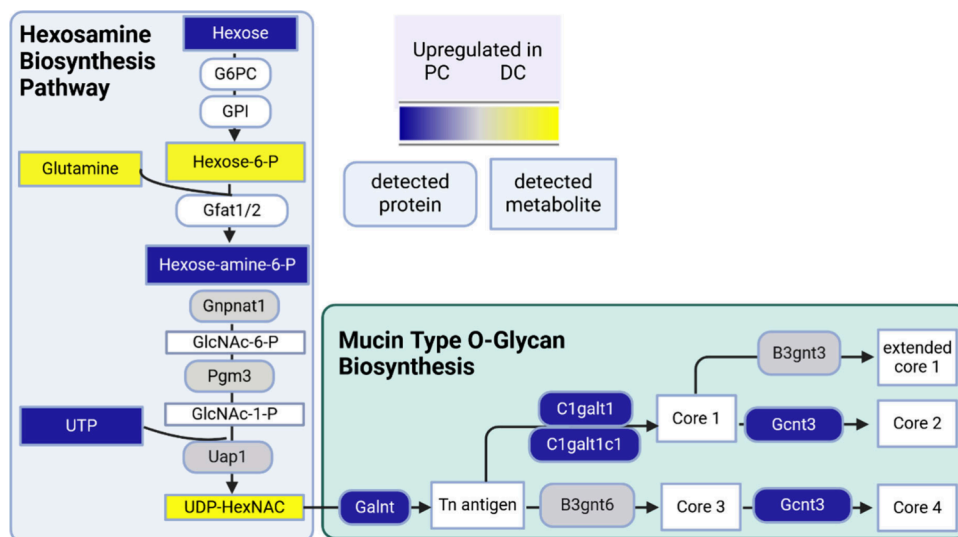 Hexosamine
Biosynthesis
Pathway
Hexose
G6PC
GPI
Glutamine
Hexose-6-P
Gfat1/2
Hexose-amine-6-P
Gnpnat1
GlcNAc-6-P
Pgm3
GlcNAc-1-P
UTP
Uap1
UDP-HexNAC
Upregulated in
PC DC
detected
protein
detected
metabolite
Mucin Type O-Glycan
Biosynthesis
B3gnt3
extended
core 1
C1galt1
C1galt1c1
Core 1
Gcnt3
Core 2
Galnt
Tn antigen
B3gnt6
Core 3
Gcnt3
Core 4